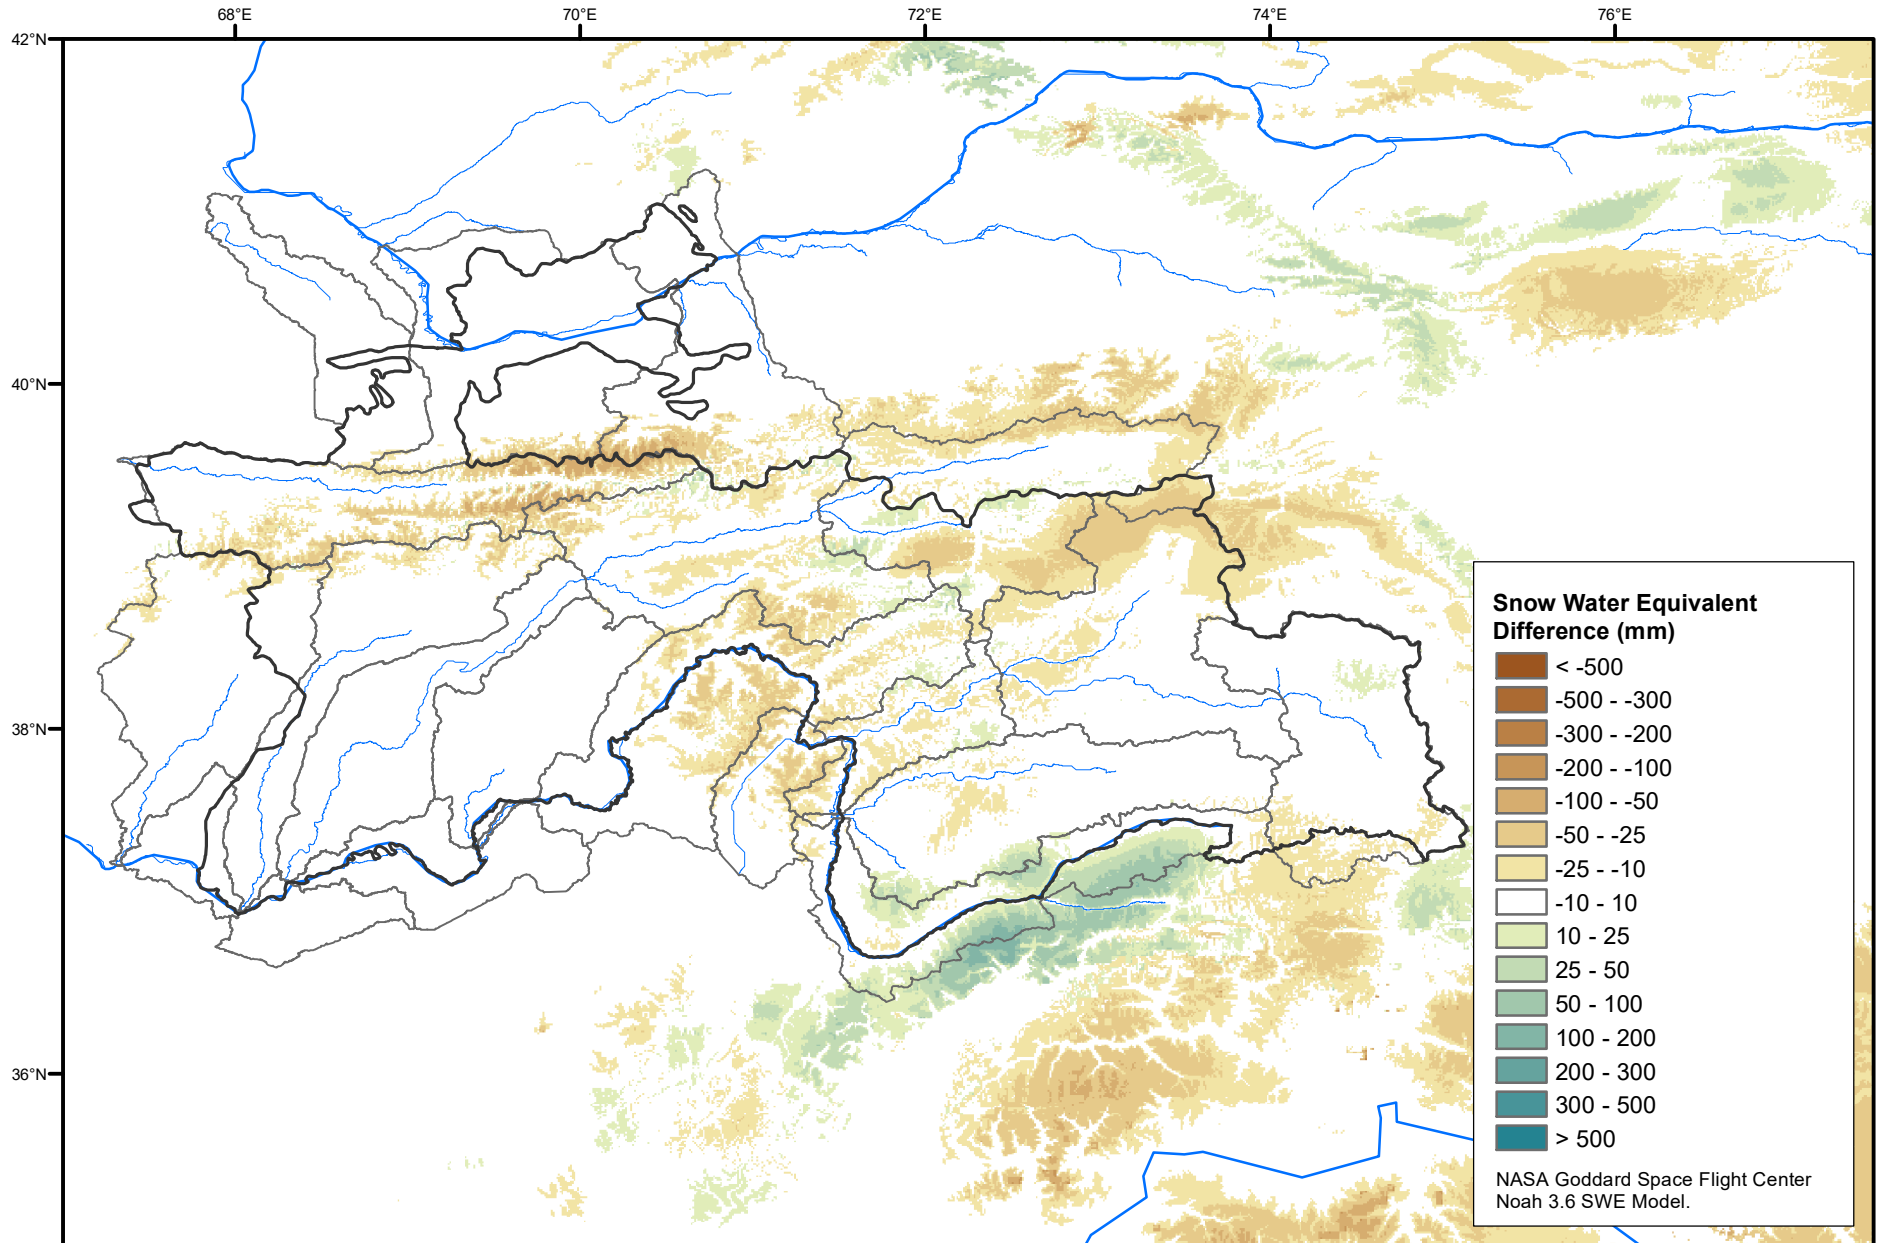 68°E
70°E
72°E
74°E
76°E
42°N
40°N
38°N
36°N
Snow Water Equivalent
Difference (mm)
< -500
-500 - -300
-300 - -200
-200 - -100
-100 - -50
-50 - -25
-25 - -10
-10 - 10
10 - 25
25 - 50
50 - 100
100 - 200
200 - 300
300 - 500
> 500
NASA Goddard Space Flight Center
Noah 3.6 SWE Model.